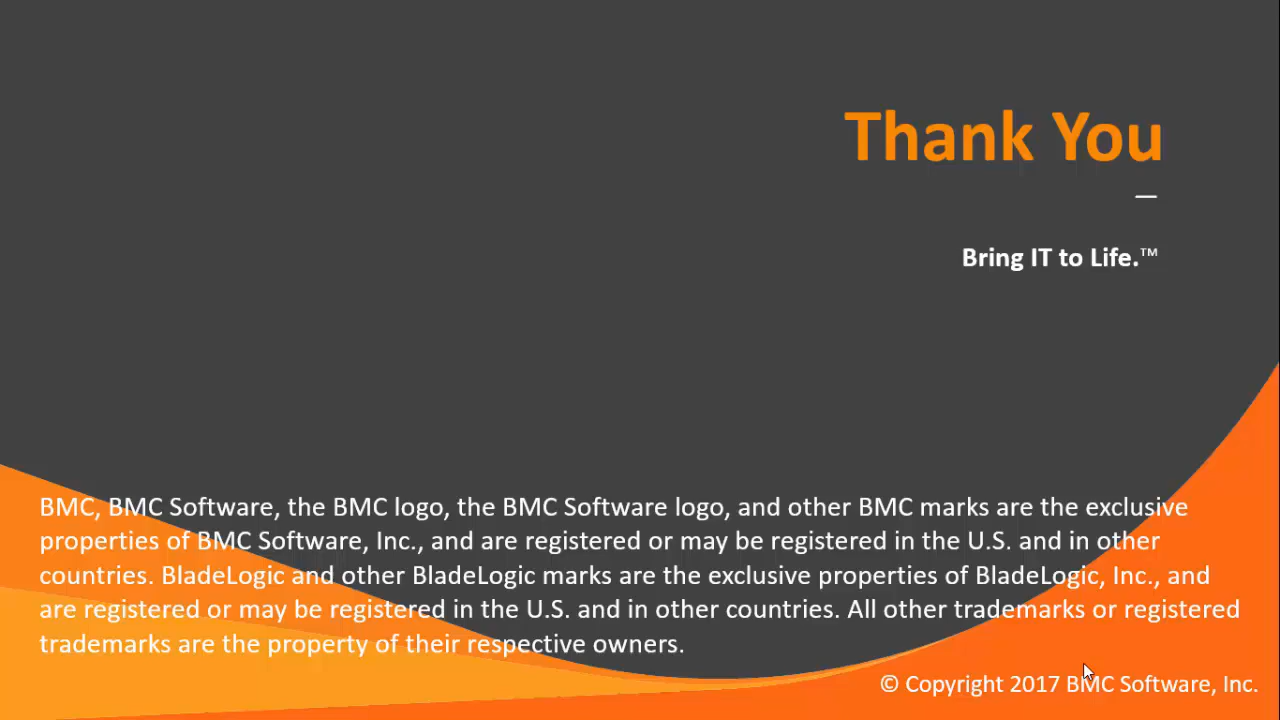 Thank You
—
Bring IT to Life.™
BMC, BMC Software, the BMC logo, the BMC Software logo, and other BMC marks are the exclusive
properties of BMC Software, Inc., and are registered or may be registered in the U.S. and in other
countries. BladeLogic and other BladeLogic marks are the exclusive properties of BladeLogic, Inc., and
are registered or may be registered in the U.S. and in other countries. All other trademarks or registered
trademarks are the property of their respective owners.
© Copyright 2017 BMC Software, Inc.